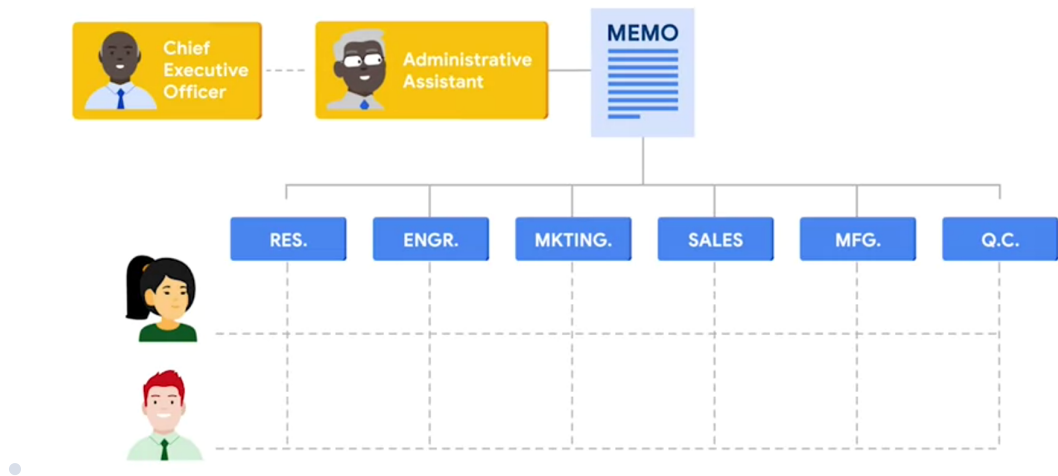 Chief
Executive
Officer
Administrative
Assistant
MEMO
RES.
ENGR.
MKTING.
SALES
MFG.
Q.C.